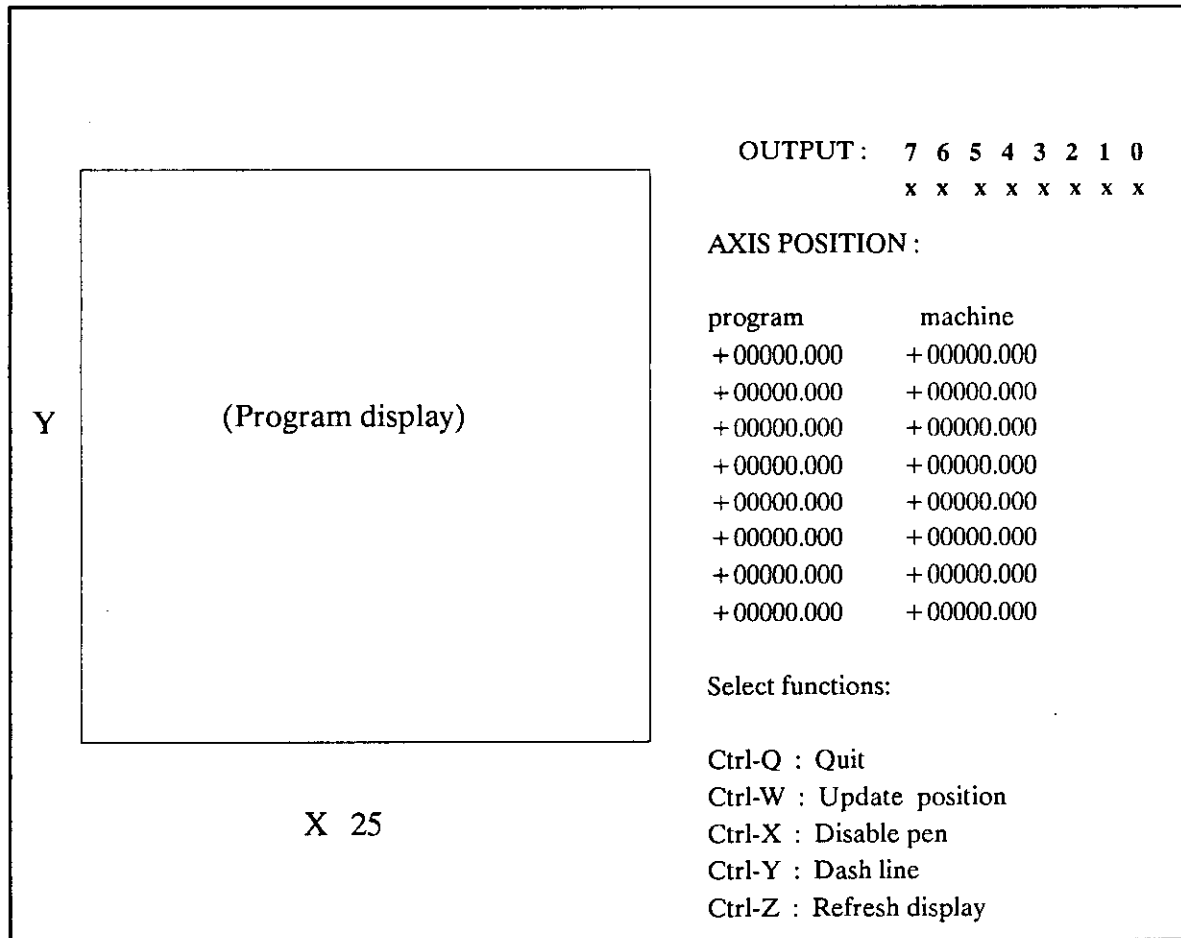 OUTPUT : 7 6 5 4 3 2 1 0
x x x x x x x x
AXIS POSITION :
program machine
+00000.000 +00000.000
+00000.000 +00000.000
+00000.000 +00000.000
+00000.000 +00000.000
+00000.000 +00000.000
+00000.000 +00000.000
+00000.000 +00000.000
+00000.000 +00000.000
Y
(Program display)
X 25
Select functions:
Ctrl-Q : Quit
Ctrl-W : Update position
Ctrl-X : Disable pen
Ctrl-Y : Dash line
Ctrl-Z : Refresh display